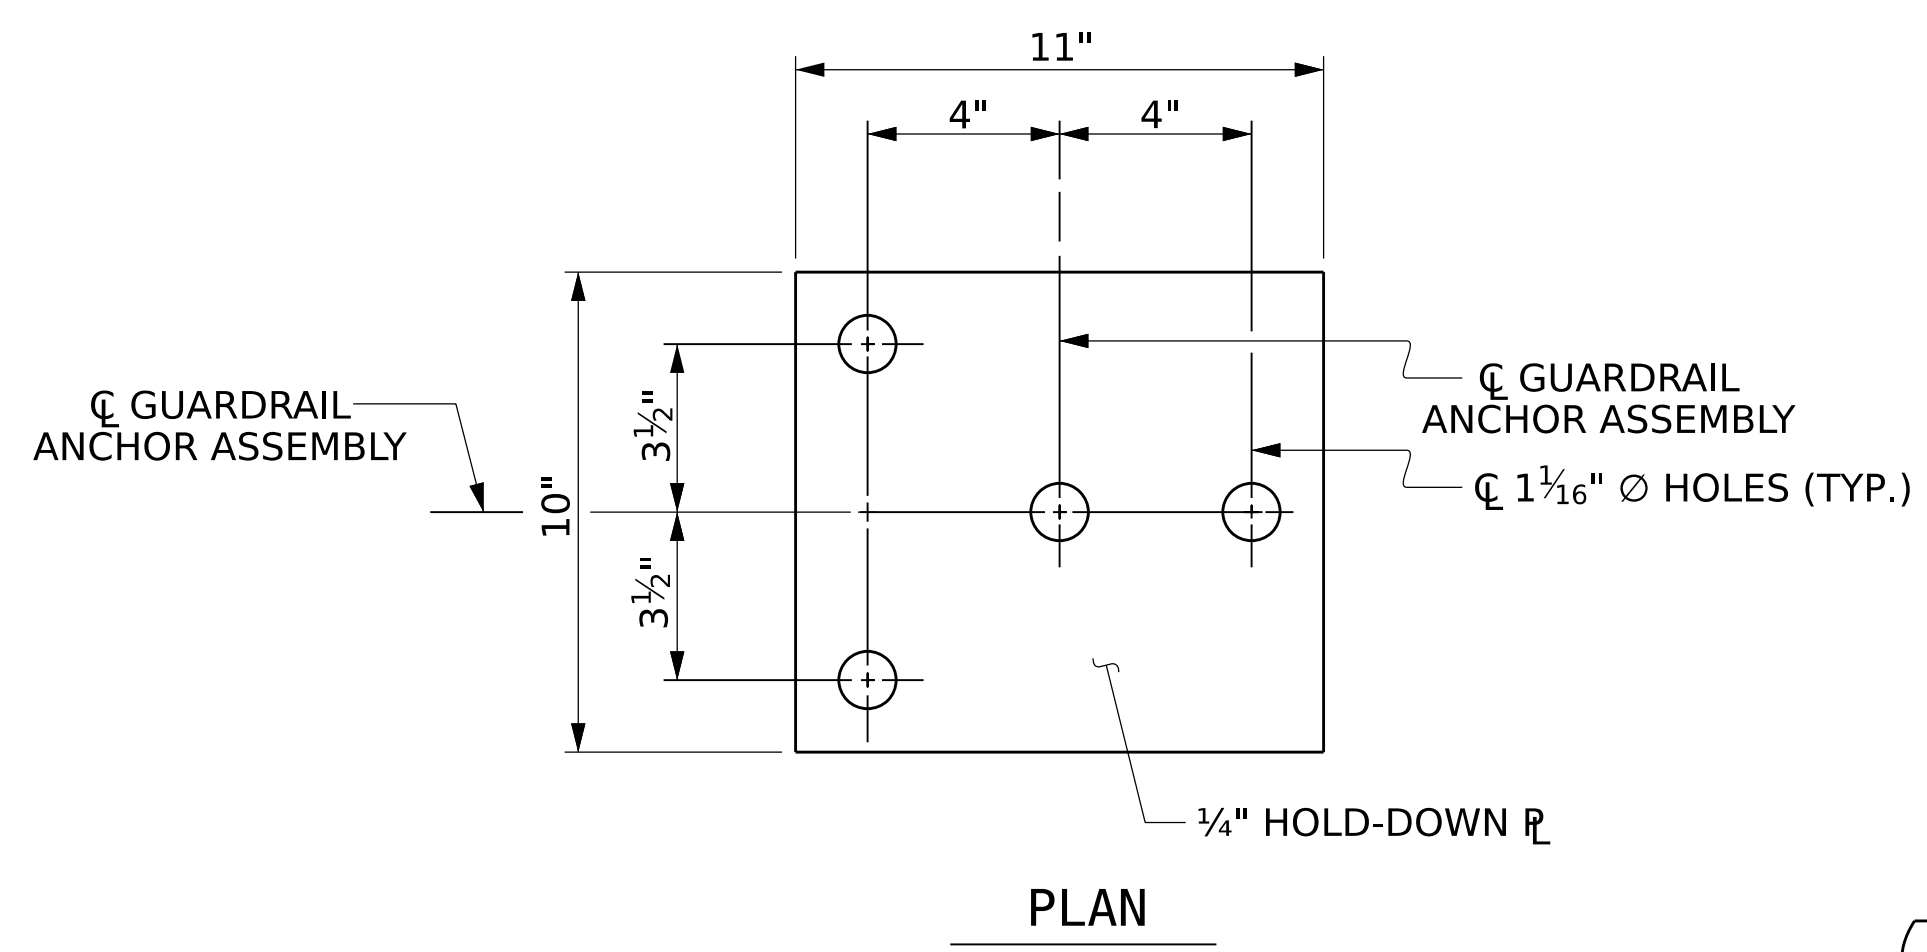 11"
4"
4"
℄ GUARDRAIL
ANCHOR ASSEMBLY
10"
3½"
3½"
℄ GUARDRAIL
ANCHOR ASSEMBLY
℄ 1 1⁄16" ∅ HOLES (TYP.)
¼" HOLD-DOWN PL
PLAN